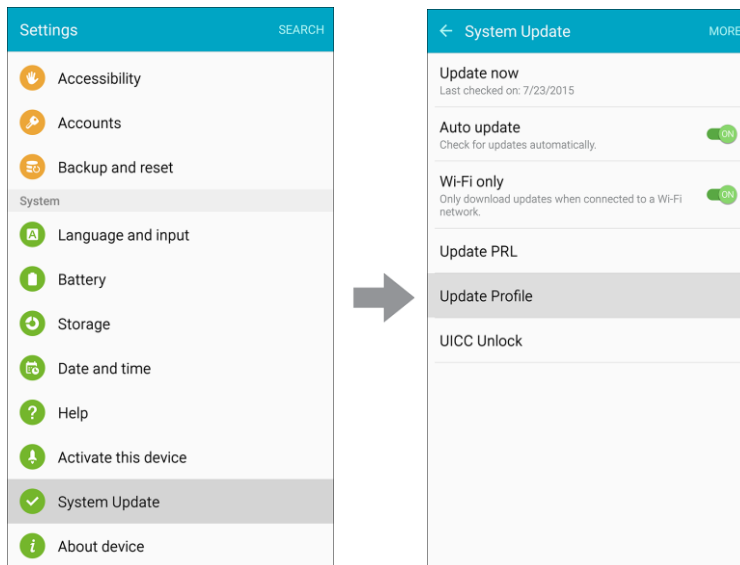 Settings
SEARCH
Accessibility
Accounts
Backup and reset
System
Language and input
Battery
Storage
Date and time
Help
Activate this device
System Update
About device
System Update
MORE
Update now
Last checked on: 7/23/2015
Auto update
Check for updates automatically.
ON
Wi-Fi only
Only download updates when connected to a Wi-Fi
network.
ON
Update PRL
Update Profile
UICC Unlock